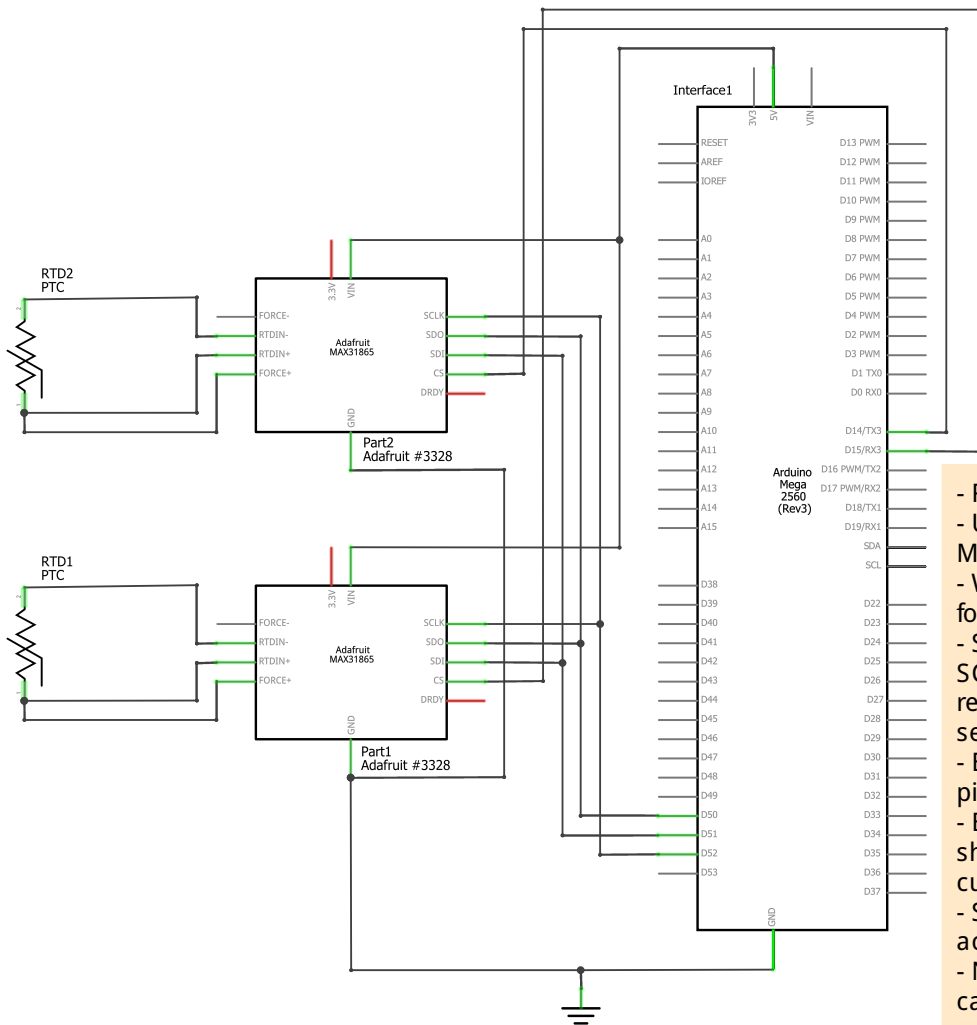 Interface1
3V3
5V
VIN
RESET
AREF
IOREF
A0
A1
A2
A3
A4
A5
A6
A7
A8
A9
A10
A11
A12
A13
A14
A15
D38
D39
D40
D41
D42
D43
D44
D45
D46
D47
D48
D49
D50
D51
D52
D53
D13 PWM
D12 PWM
D11 PWM
D10 PWM
D9 PWM
D8 PWM
D7 PWM
D6 PWM
D5 PWM
D4 PWM
D2 PWM
D3 PWM
D1 TX0
D0 RX0
D14/TX3
D15/RX3
D16 PWM/TX2
D17 PWM/RX2
D18/TX1
D19/RX1
SDA
SCL
D22
D23
D24
D25
D26
D27
D28
D29
D30
D31
D32
D33
D34
D35
D36
D37
GND
Arduino
Mega
2560
(Rev3)
RTD2
PTC
2
1
3.3V
VIN
FORCE-
RTDIN-
RTDIN+
FORCE+
Adafruit
MAX31865
SCLK
SDO
SDI
CS
DRDY
GND
Part2
Adafruit #3328
RTD1
PTC
2
1
3.3V
VIN
FORCE-
RTDIN-
RTDIN+
FORCE+
Adafruit
MAX31865
SCLK
SDO
SDI
CS
DRDY
GND
Part1
Adafruit #3328